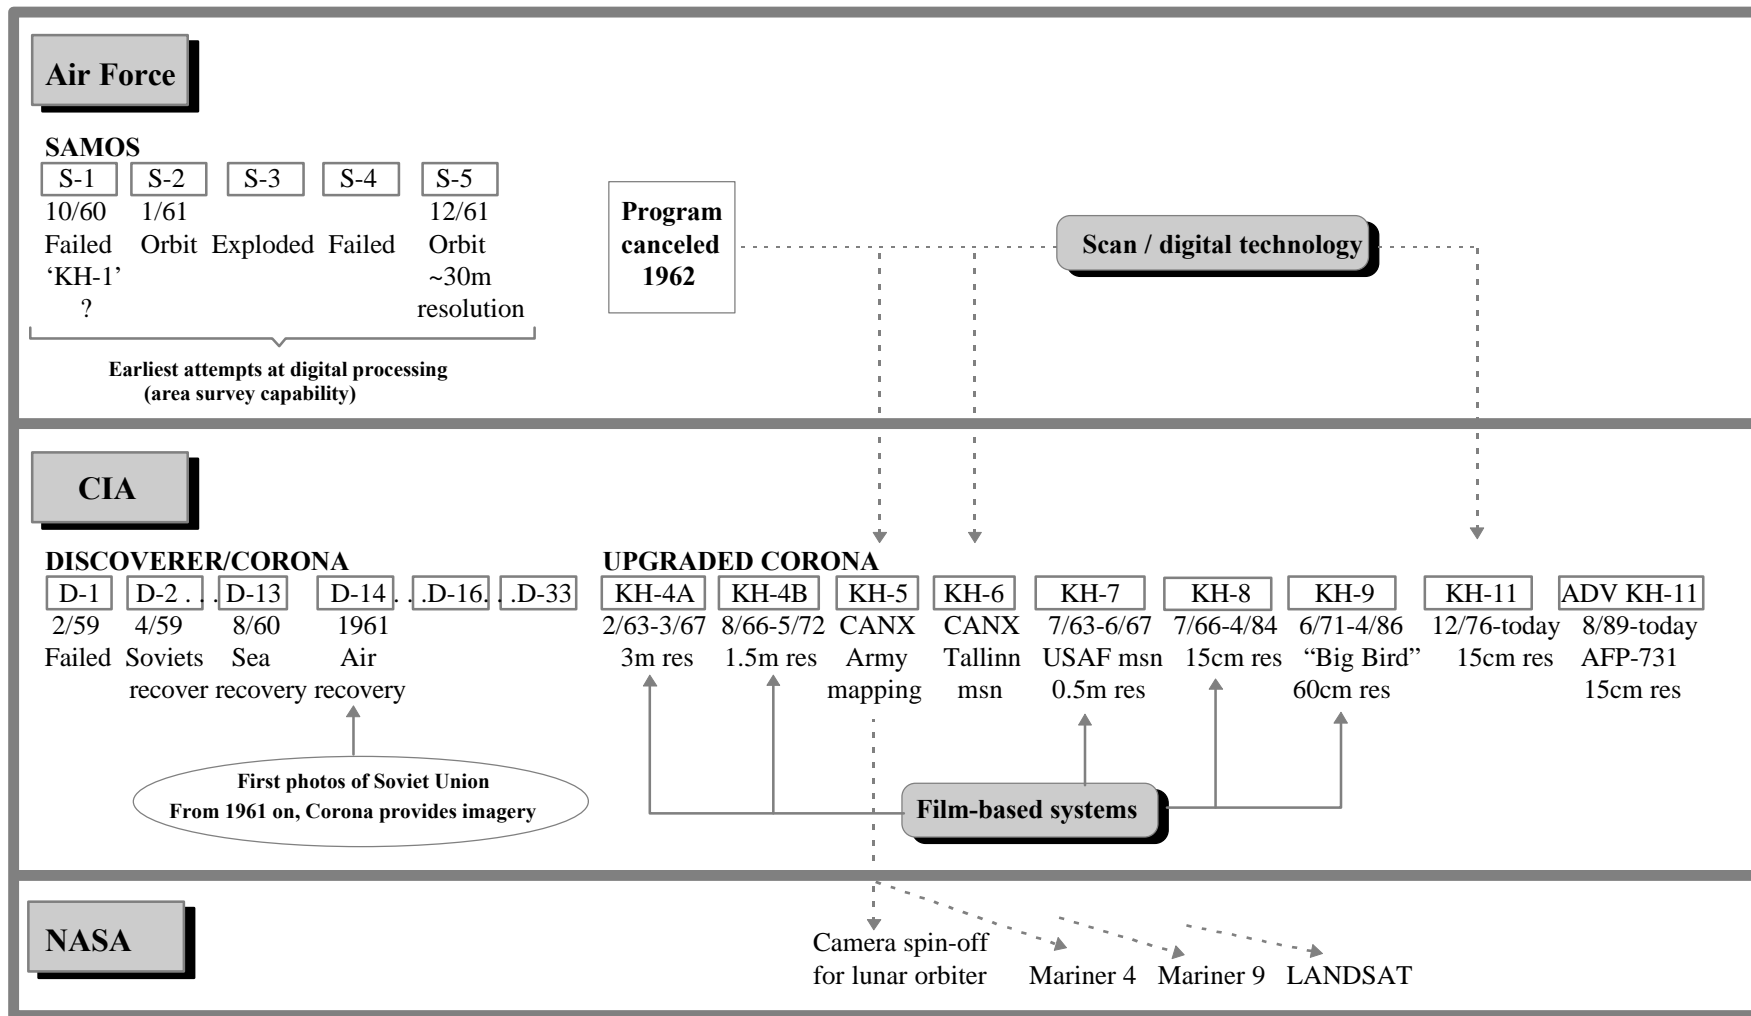 Air Force
SAMOS
S-1 S-2 S-3 S-4 S-5
10/60 1/61 12/61
Failed Orbit Exploded Failed Orbit
‘KH-1’ ~30m
? resolution
Earliest attempts at digital processing
(area survey capability)
Program
canceled
1962
Scan / digital technology
CIA
DISCOVERER/CORONA
D-1 D-2 . . . D-13 D-14 . . .D-16. . .D-33
2/59 4/59 8/60 1961
Failed Soviets Sea Air
recover recovery recovery
First photos of Soviet Union
From 1961 on, Corona provides imagery
UPGRADED CORONA
KH-4A KH-4B KH-5 KH-6 KH-7 KH-8 KH-9 KH-11 ADV KH-11
2/63-3/67 8/66-5/72 CANX CANX 7/63-6/67 7/66-4/84 6/71-4/86 12/76-today 8/89-today
3m res 1.5m res Army Tallinn USAF msn 15cm res “Big Bird” 15cm res AFP-731
mapping msn 0.5m res 60cm res 15cm res
Film-based systems
NASA
Camera spin-off
for lunar orbiter Mariner 4 Mariner 9 LANDSAT